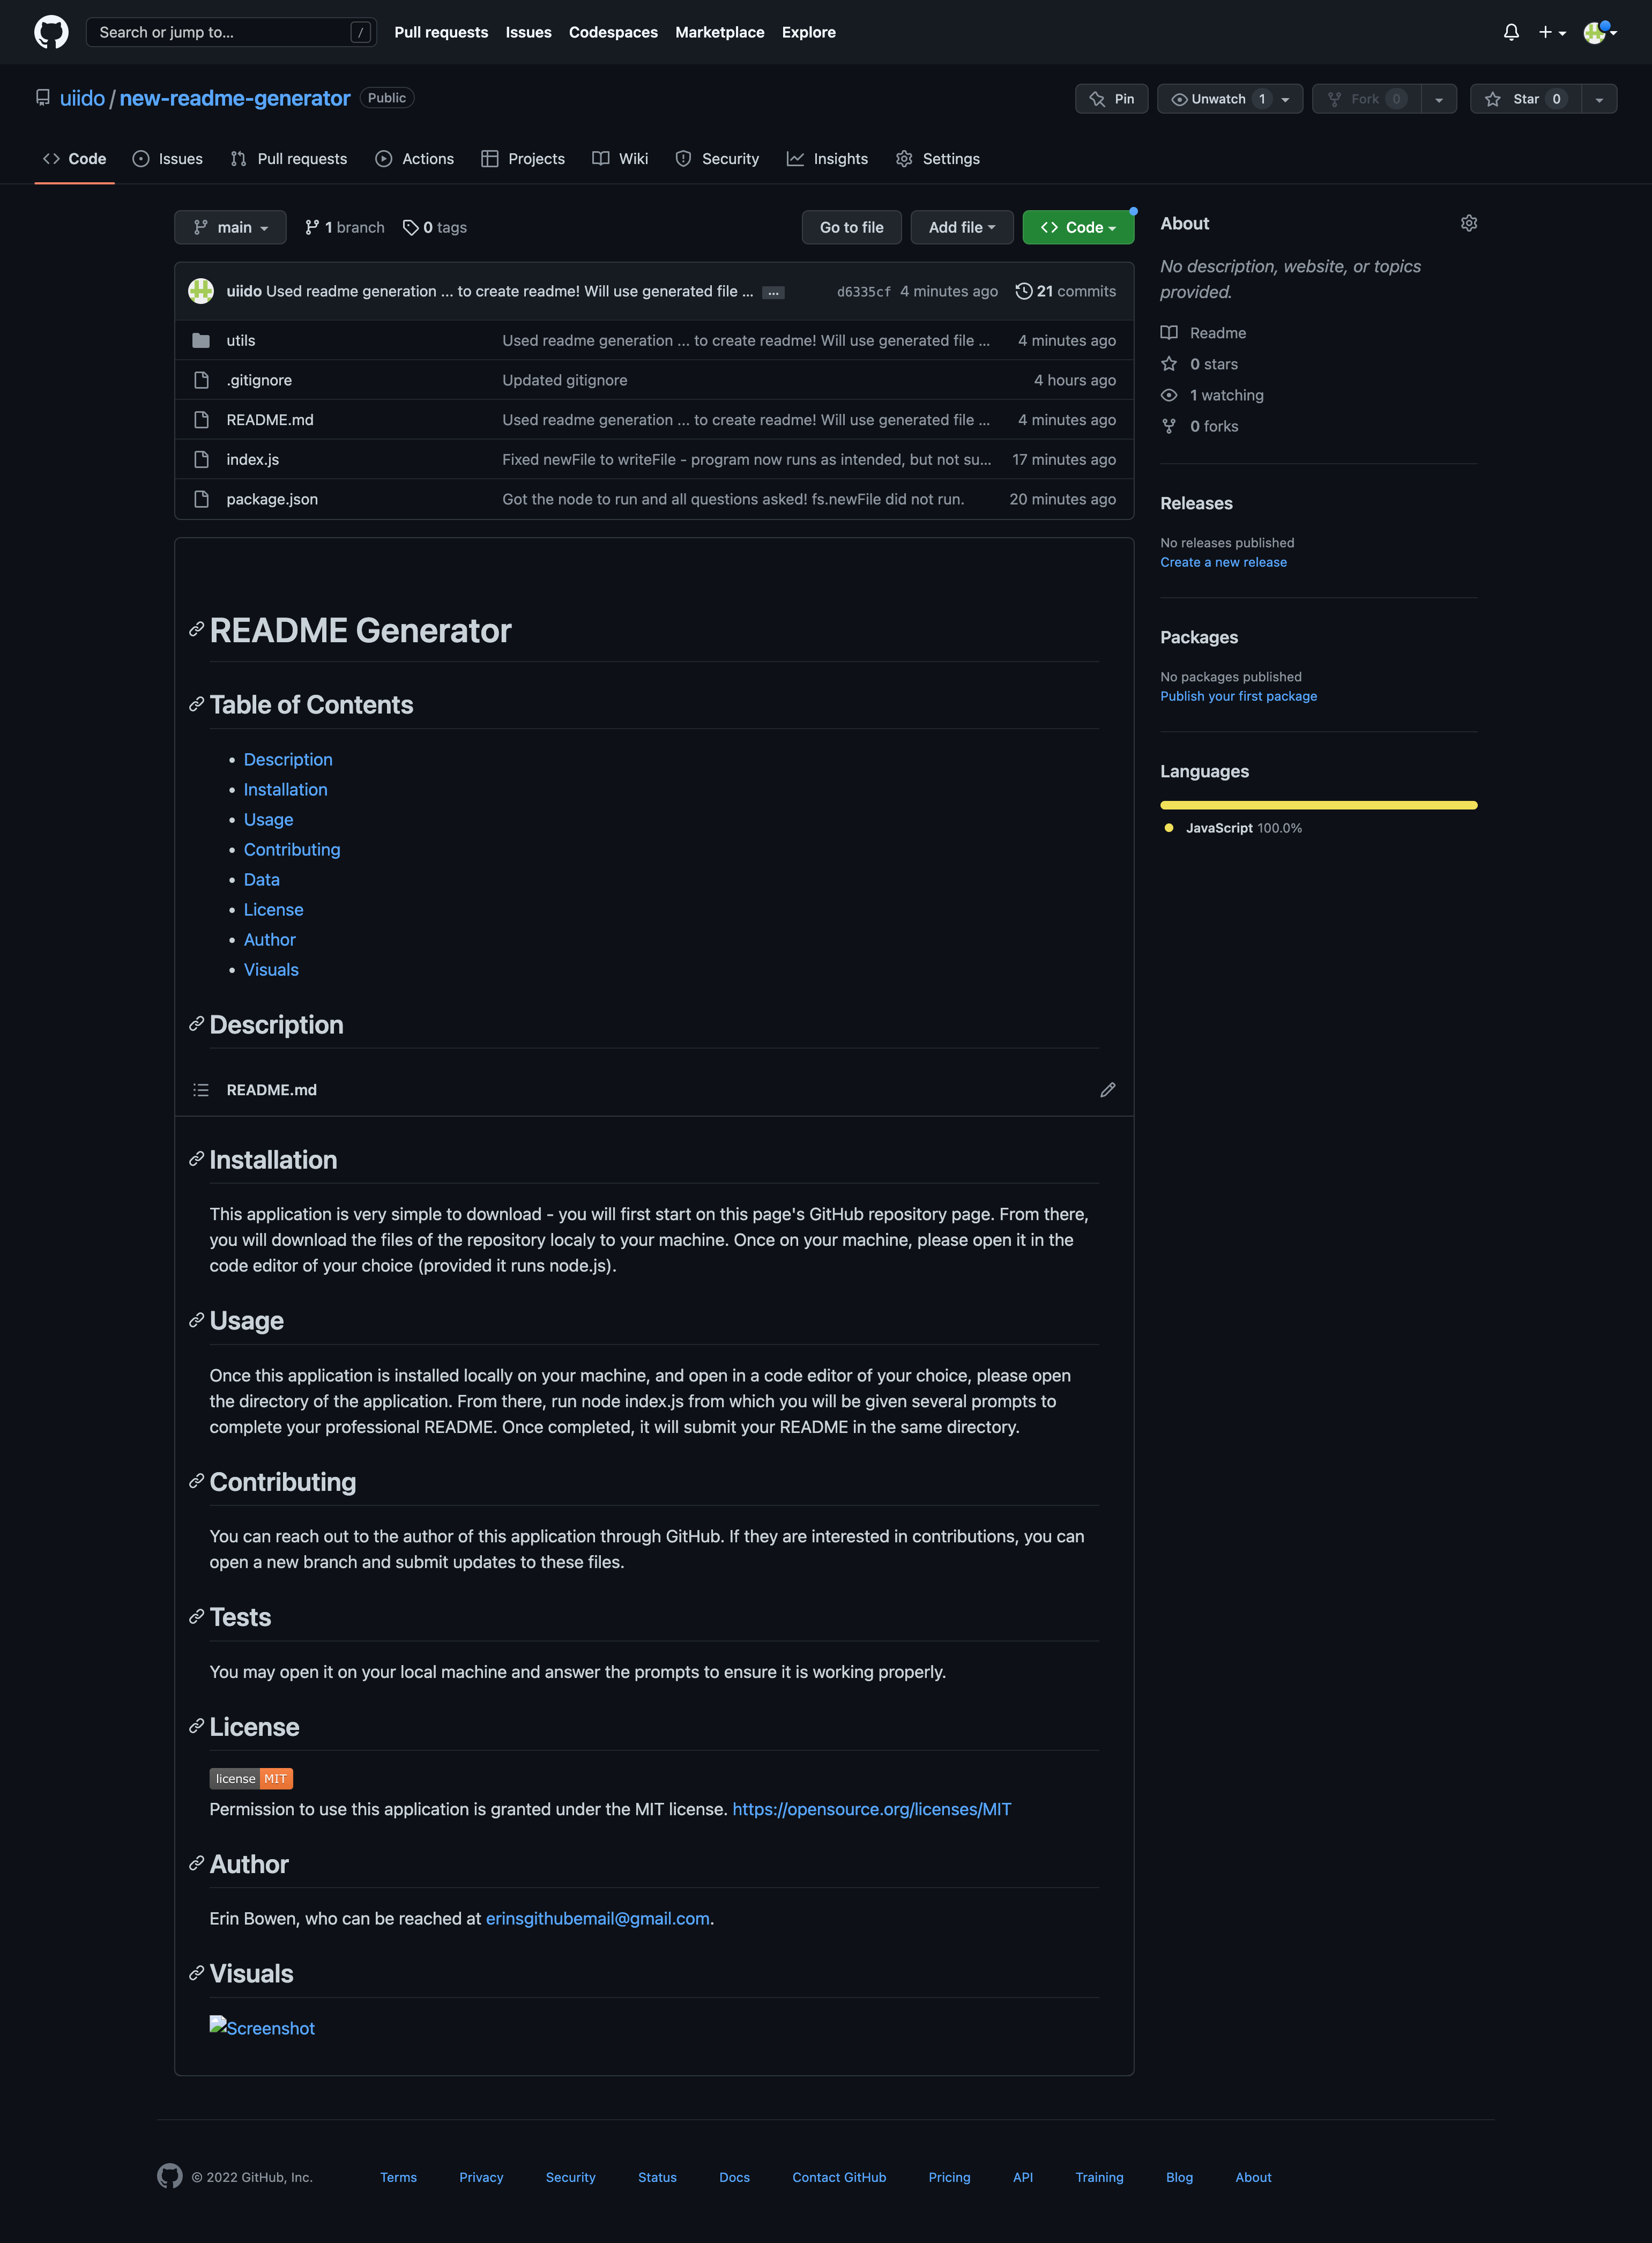 Search or jump to... /
Pull requests Issues Codespaces Marketplace Explore
uiido / new-readme-generator Public
Pin Unwatch 1 Fork 0 Star 0
Code Issues Pull requests Actions Projects Wiki Security Insights Settings
main 1 branch 0 tags Go to file Add file Code
uiido Used readme generation ... to create readme! Will use generated file ... ... d6335cf 4 minutes ago 21 commits
utils Used readme generation ... to create readme! Will use generated file ... 4 minutes ago
.gitignore Updated gitignore 4 hours ago
README.md Used readme generation ... to create readme! Will use generated file ... 4 minutes ago
index.js Fixed newFile to writeFile - program now runs as intended, but not su... 17 minutes ago
package.json Got the node to run and all questions asked! fs.newFile did not run. 20 minutes ago
About
No description, website, or topics
provided.
Readme
0 stars
1 watching
0 forks
Releases
No releases published
Create a new release
Packages
No packages published
Publish your first package
Languages
JavaScript 100.0%
README Generator
Table of Contents
• Description
• Installation
• Usage
• Contributing
• Data
• License
• Author
• Visuals
Description
README.md
Installation
This application is very simple to download - you will first start on this page's GitHub repository page. From there,
you will download the files of the repository localy to your machine. Once on your machine, please open it in the
code editor of your choice (provided it runs node.js).
Usage
Once this application is installed locally on your machine, and open in a code editor of your choice, please open
the directory of the application. From there, run node index.js from which you will be given several prompts to
complete your professional README. Once completed, it will submit your README in the same directory.
Contributing
You can reach out to the author of this application through GitHub. If they are interested in contributions, you can
open a new branch and submit updates to these files.
Tests
You may open it on your local machine and answer the prompts to ensure it is working properly.
License
license MIT
Permission to use this application is granted under the MIT license. https://opensource.org/licenses/MIT
Author
Erin Bowen, who can be reached at erinsgithubemail@gmail.com.
Visuals
Screenshot
© 2022 GitHub, Inc. Terms Privacy Security Status Docs Contact GitHub Pricing API Training Blog About